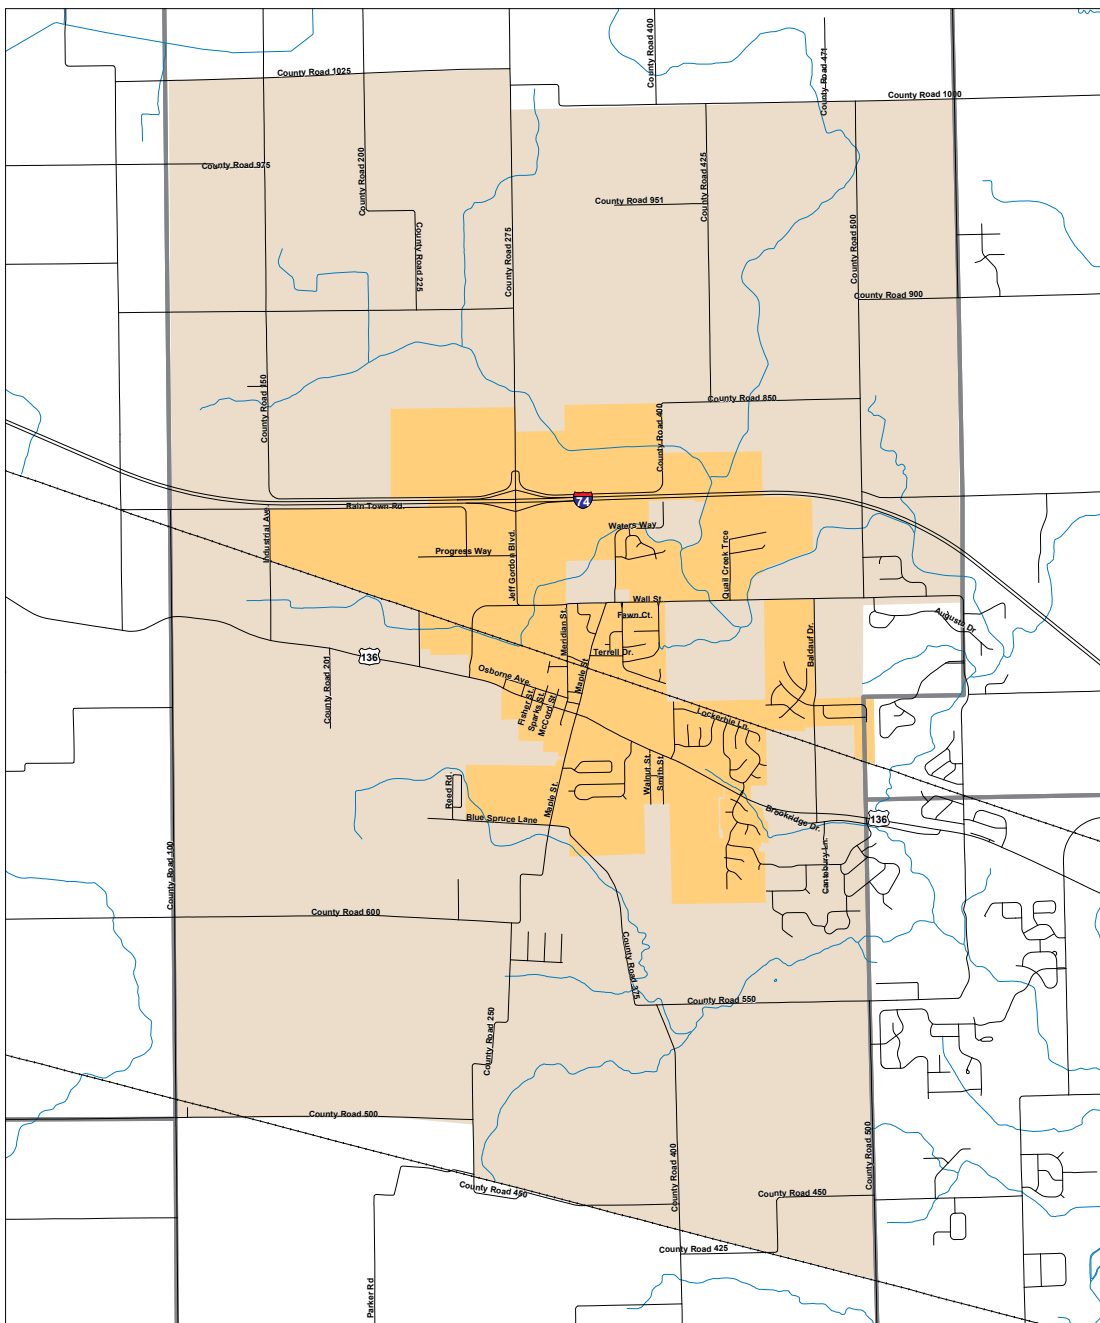 County Road 400
County Road 471
County Road 1025
County Road 1000
County Road 975
County Road 200
County Road 425
County Road 951
County Road 225
County Road 275
County Road 500
County Road 900
County Road 850
County Road 400
74
Rain Town Rd.
Industrial Ave.
Waters Way
Progress Way
Jeff Gordon Blvd.
Quail Creek Trce
Wall St.
Fawn Ct.
Meridian St.
Augusta Dr
Baldauf Dr.
Terrell Dr.
136
County Road 201
Osborne Ave.
Maple St.
Fisher St.
Sparks St.
McCord St.
Lockerbie Ln.
Walnut St.
Smith St.
Reed Rd.
Maple St.
Blue Spruce Lane
Brookridge Dr.
136
Cantebury Ln.
County Road 100
County Road 600
County Road 375
County Road 550
County Road 250
County Road 500
County Road 400
County Road 500
County Road 450
County Road 450
County Road 425
Parker Rd